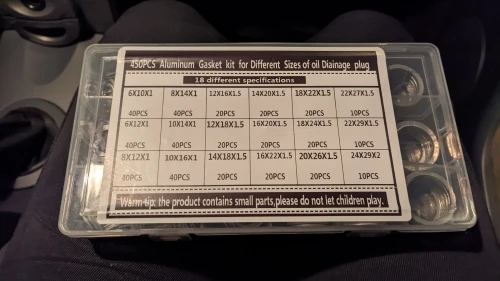 450PCS Aluminum Gasket kit for Different Sizes of oil Diainage plug
18 different specifications
6X10X1 8X14X1 12X16X1.5 14X20X1.5 18X22X1.5 22X27X1.5
40PCS 40PCS 20PCS 20PCS 20PCS 10PCS
6X12X1 10X14X1 12X18X1.5 16X20X1.5 18X24X1.5 22X29X1.5
40PCS 40PCS 20PCS 20PCS 20PCS 10PCS
8X12X1 10X16X1 14X18X1.5 16X22X1.5 20X26X1.5 24X29X2
40PCS 40PCS 20PCS 20PCS 20PCS 10PCS
Warm tip: the product contains small parts,please do not let children play.